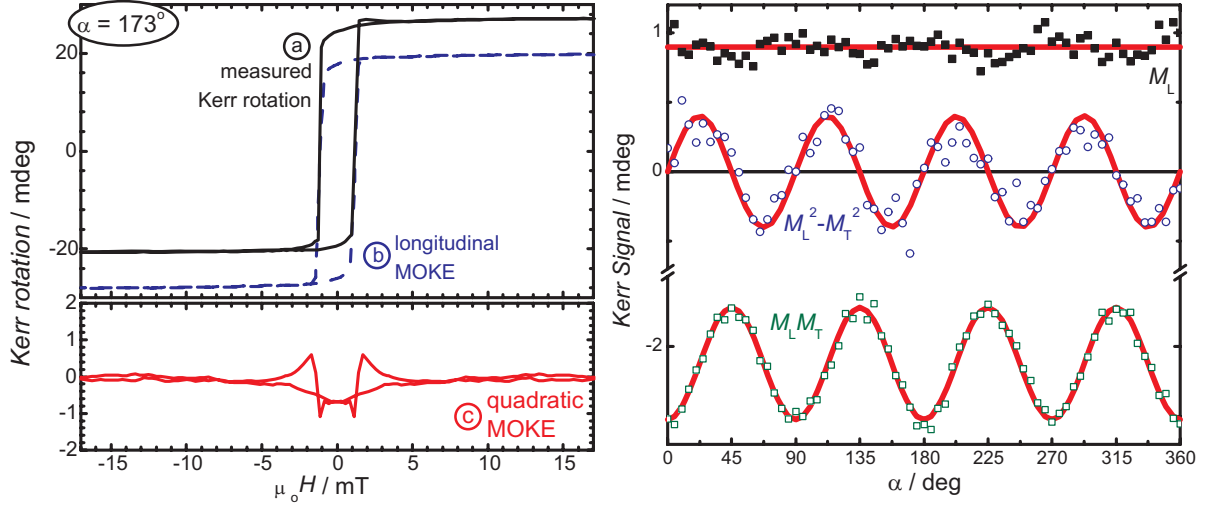 α = 173°
a
measured
Kerr rotation
b longitudinal
MOKE
20
0
-20
Kerr rotation / mdeg
2
1
0
-1
-2
c quadratic
MOKE
-15 -10 -5 0 5 10 15
μ₀H / mT
1
0
-2
Kerr Signal / mdeg
M_L
M_L²-M_T²
M_L M_T
0 45 90 135 180 225 270 315 360
α / deg